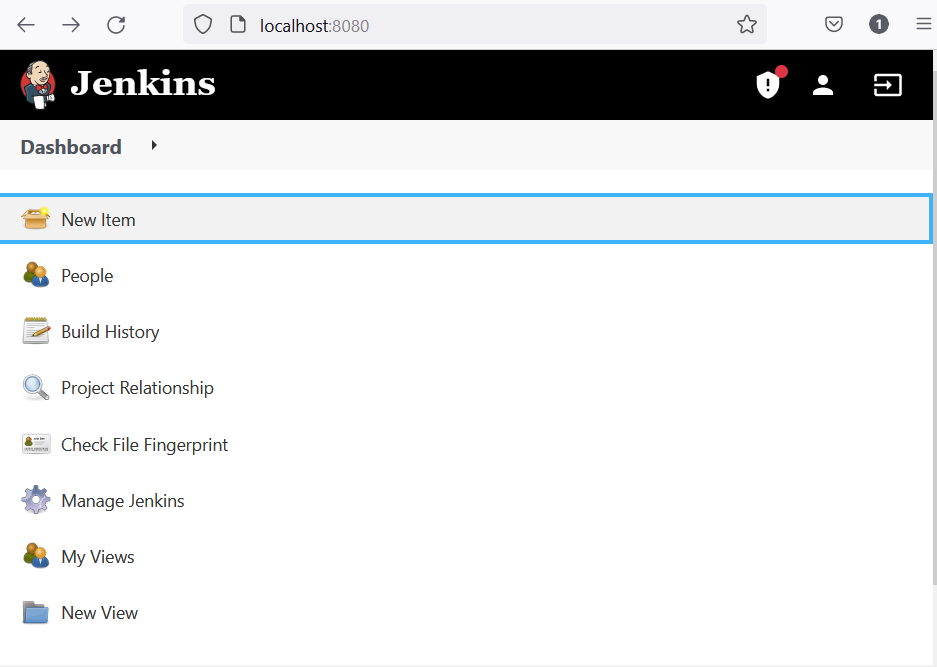 localhost:8080
1
Jenkins
Dashboard
New Item
People
Build History
Project Relationship
Check File Fingerprint
Manage Jenkins
My Views
New View